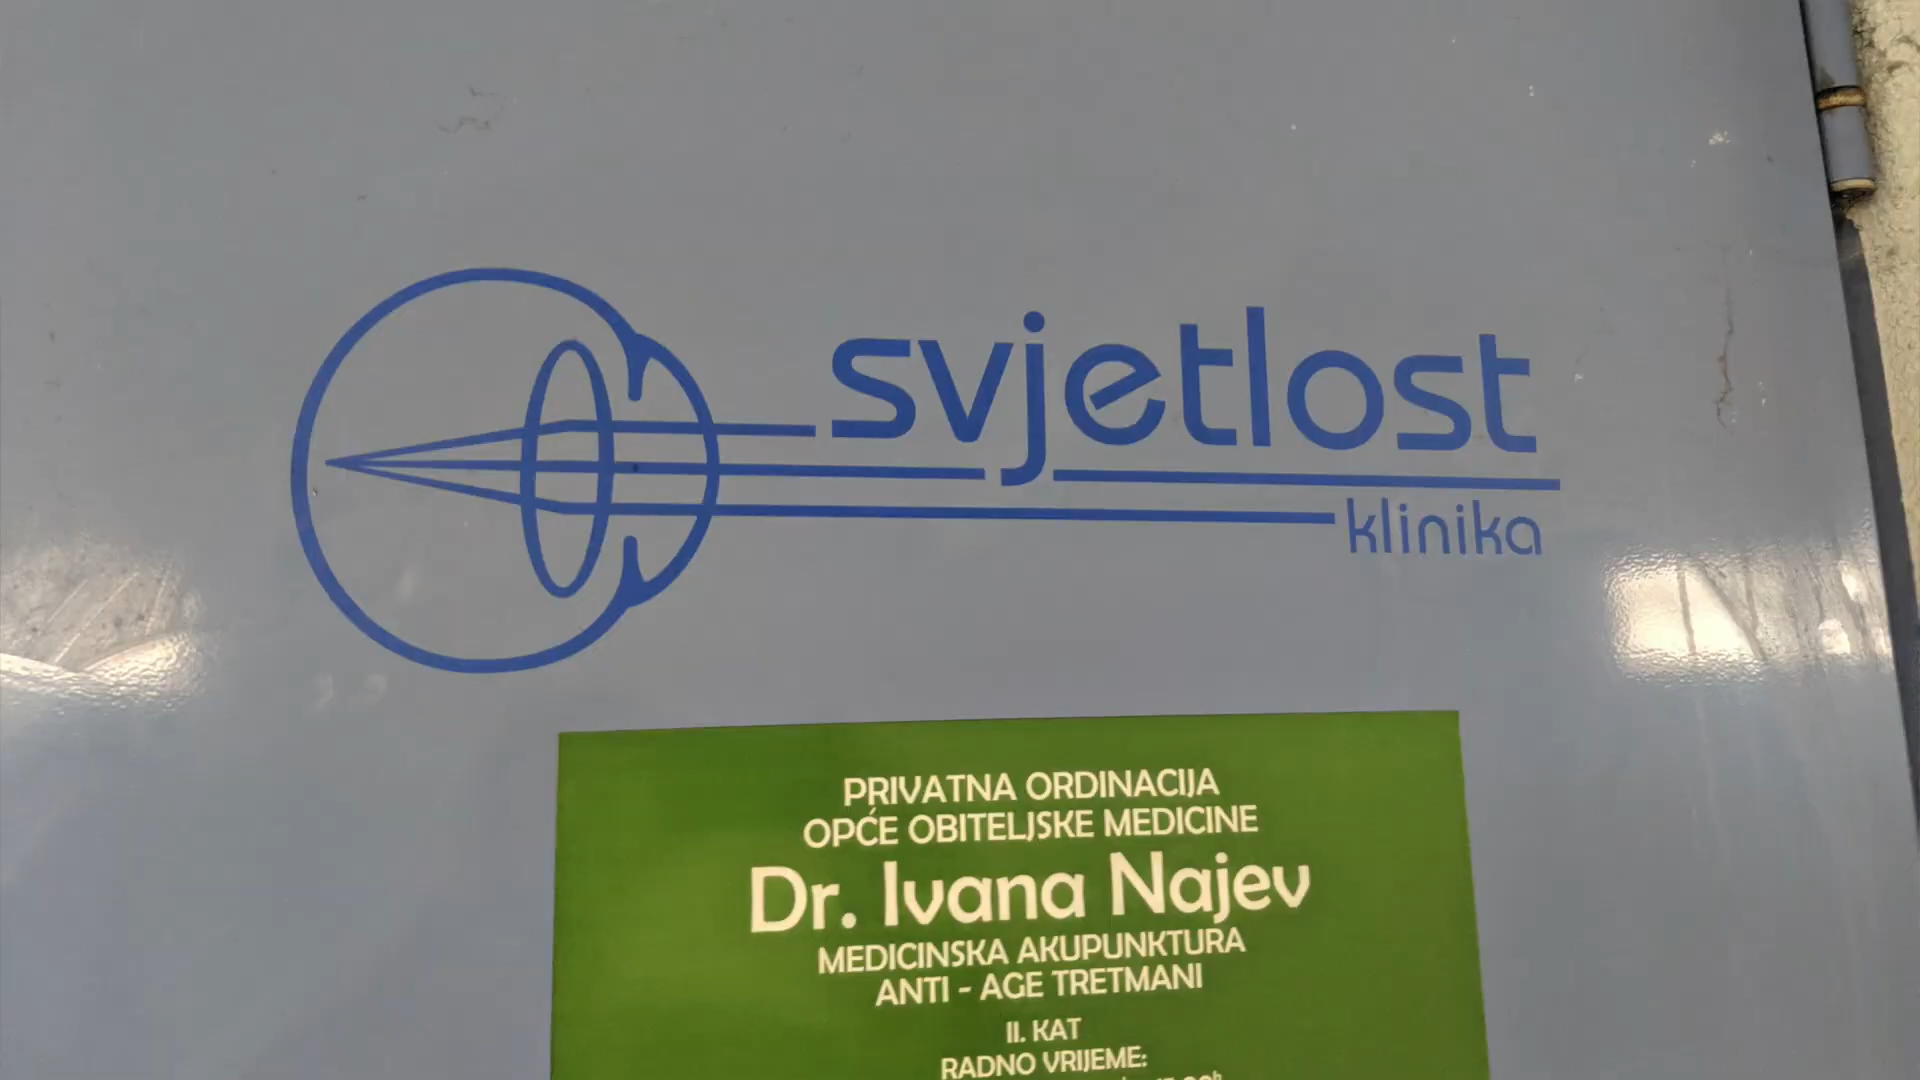 svjetlost
klinika
PRIVATNA ORDINACIJA
OPĆE OBITELJSKE MEDICINE
Dr. Ivana Najev
MEDICINSKA AKUPUNKTURA
ANTI - AGE TRETMANI
II. KAT
RADNO VRIJEME: